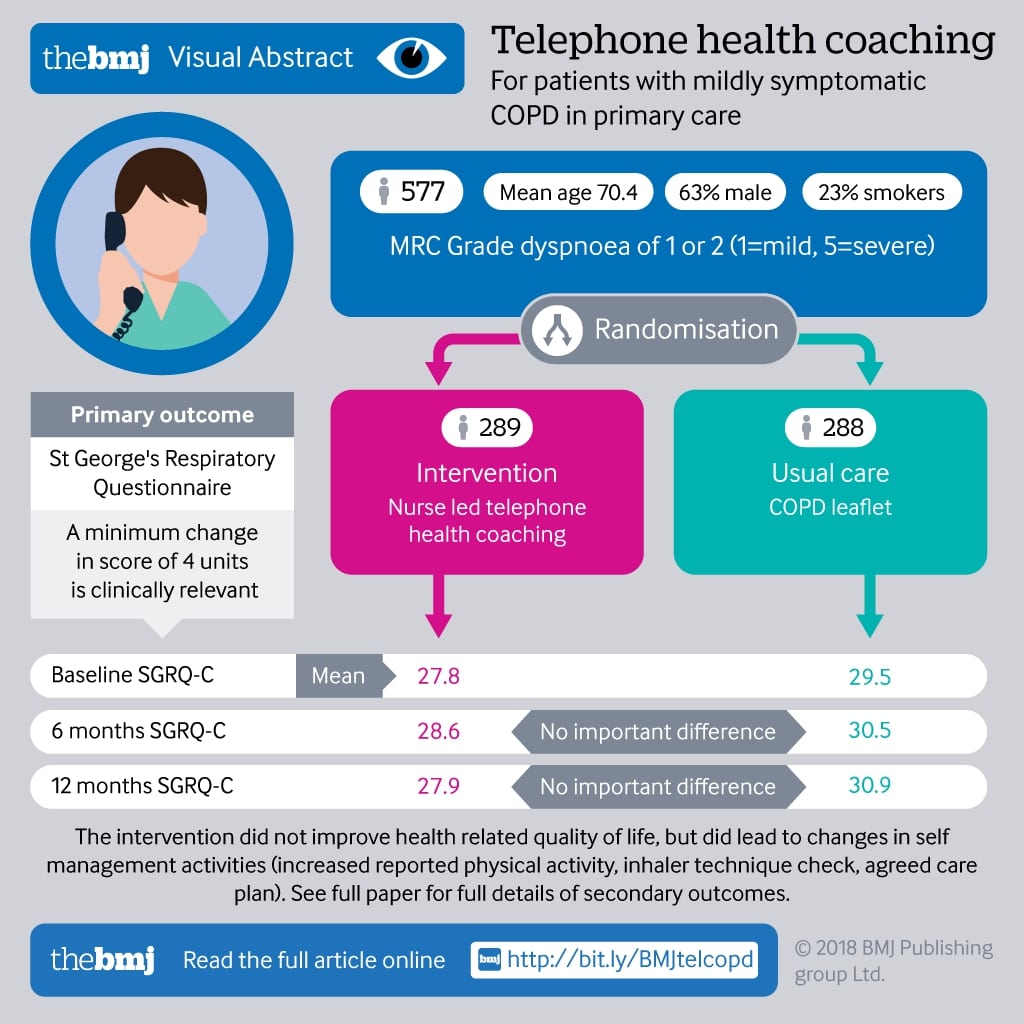 thebmj Visual Abstract
Telephone health coaching
For patients with mildly symptomatic
COPD in primary care
577
Mean age 70.4
63% male
23% smokers
MRC Grade dyspnoea of 1 or 2 (1=mild, 5=severe)
Randomisation
Primary outcome
St George's Respiratory
Questionnaire
A minimum change
in score of 4 units
is clinically relevant
289
Intervention
Nurse led telephone
health coaching
288
Usual care
COPD leaflet
Baseline SGRQ-C Mean 27.8 29.5
6 months SGRQ-C 28.6 No important difference 30.5
12 months SGRQ-C 27.9 No important difference 30.9
The intervention did not improve health related quality of life, but did lead to changes in self
management activities (increased reported physical activity, inhaler technique check, agreed care
plan). See full paper for full details of secondary outcomes.
thebmj Read the full article online bmj http://bit.ly/BMJtelcopd
© 2018 BMJ Publishing
group Ltd.